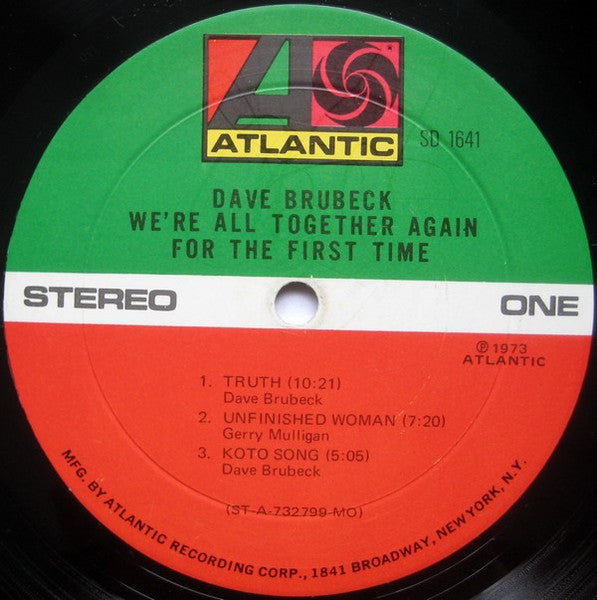 A
ATLANTIC
SD 1641
DAVE BRUBECK
WE'RE ALL TOGETHER AGAIN
FOR THE FIRST TIME
STEREO
ONE
℗ 1973
ATLANTIC
1. TRUTH (10:21)
Dave Brubeck
2. UNFINISHED WOMAN (7:20)
Gerry Mulligan
3. KOTO SONG (5:05)
Dave Brubeck
(ST-A-732799-MO)
MFG. BY ATLANTIC RECORDING CORP., 1841 BROADWAY, NEW YORK, N.Y.